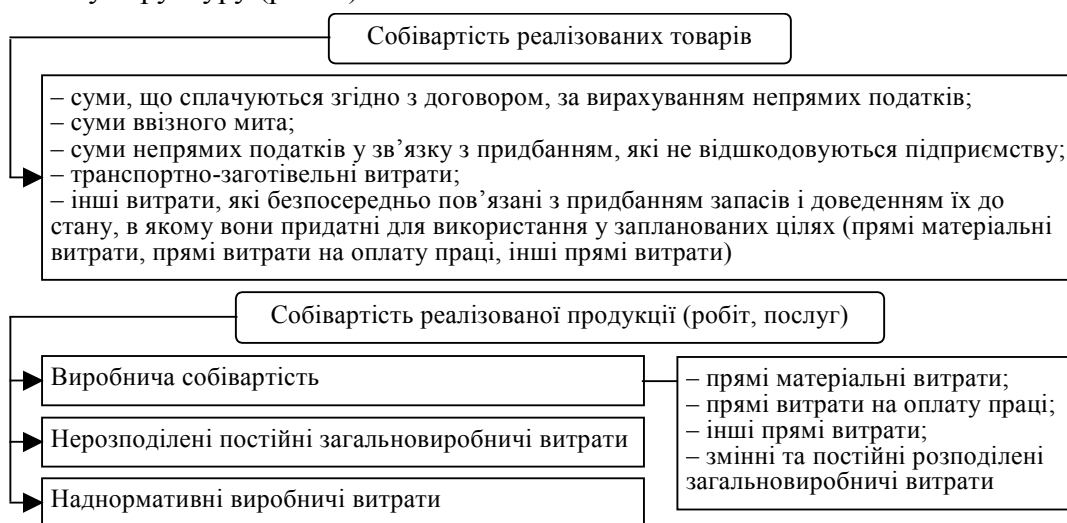 Собівартість реалізованих товарів
– суми, що сплачуються згідно з договором, за вирахуванням непрямих податків;
– суми ввізного мита;
– суми непрямих податків у зв’язку з придбанням, які не відшкодовуються підприємству;
– транспортно-заготівельні витрати;
– інші витрати, які безпосередньо пов’язані з придбанням запасів і доведенням їх до
стану, в якому вони придатні для використання у запланованих цілях (прямі матеріальні
витрати, прямі витрати на оплату праці, інші прямі витрати)
Собівартість реалізованої продукції (робіт, послуг)
Виробнича собівартість
Нерозподілені постійні загальновиробничі витрати
Наднормативні виробничі витрати
– прямі матеріальні витрати;
– прямі витрати на оплату праці;
– інші прямі витрати;
– змінні та постійні розподілені
загальновиробничі витрати